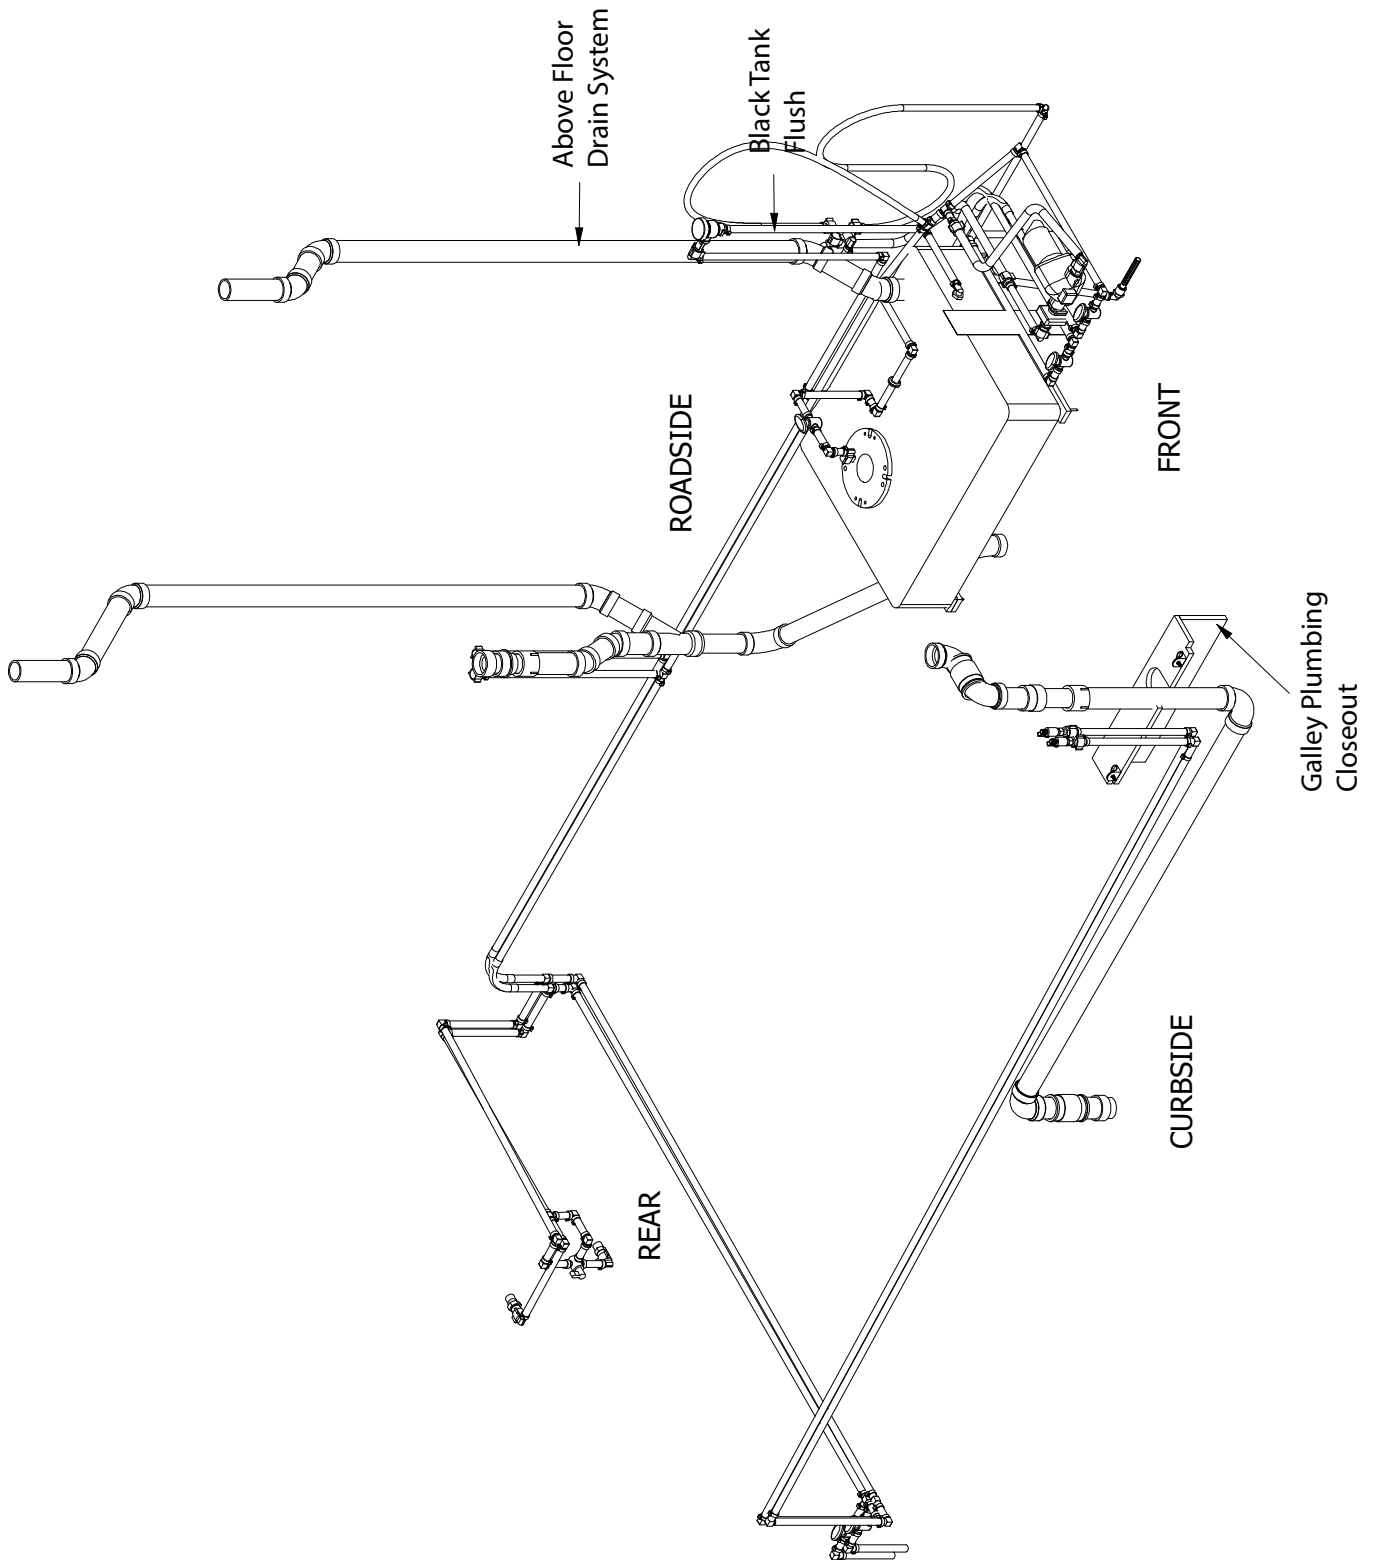 Above Floor
Drain System
Black Tank
Flush
ROADSIDE
FRONT
Galley Plumbing
Closeout
REAR
CURBSIDE